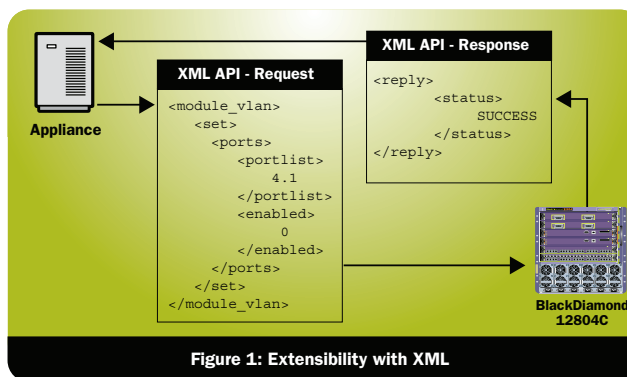 XML API - Response
<reply>
<status>
SUCCESS
</status>
</reply>
XML API - Request
<module_vlan>
<set>
<ports>
<portlist>
4.1
</portlist>
<enabled>
0
</enabled>
</ports>
</set>
</module_vlan>
Appliance
BlackDiamond
12804C
Figure 1: Extensibility with XML